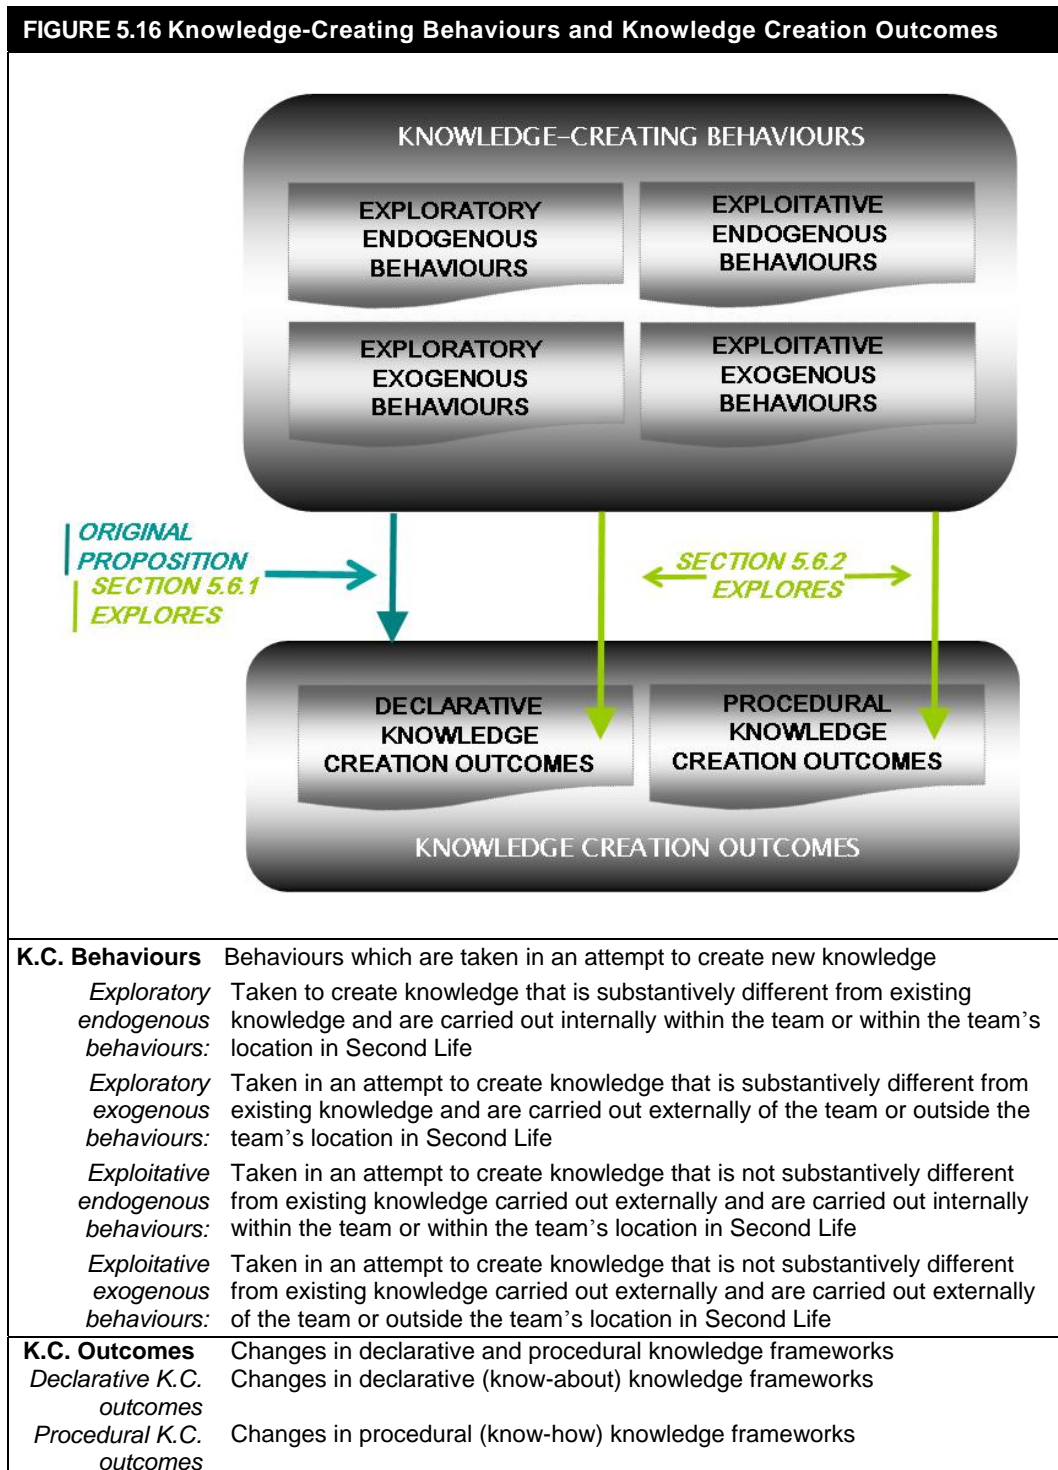 FIGURE 5.16 Knowledge-Creating Behaviours and Knowledge Creation Outcomes
KNOWLEDGE-CREATING BEHAVIOURS
EXPLORATORY
ENDOGENOUS
BEHAVIOURS
EXPLOITATIVE
ENDOGENOUS
BEHAVIOURS
EXPLORATORY
EXOGENOUS
BEHAVIOURS
EXPLOITATIVE
EXOGENOUS
BEHAVIOURS
ORIGINAL
PROPOSITION
SECTION 5.6.1
EXPLORES
SECTION 5.6.2
EXPLORES
DECLARATIVE
KNOWLEDGE
CREATION OUTCOMES
PROCEDURAL
KNOWLEDGE
CREATION OUTCOMES
KNOWLEDGE CREATION OUTCOMES
K.C. Behaviours Behaviours which are taken in an attempt to create new knowledge
Exploratory Taken to create knowledge that is substantively different from existing
endogenous knowledge and are carried out internally within the team or within the team's
behaviours: location in Second Life
Exploratory Taken in an attempt to create knowledge that is substantively different from
exogenous existing knowledge and are carried out externally of the team or outside the
behaviours: team's location in Second Life
Exploitative Taken in an attempt to create knowledge that is not substantively different
endogenous from existing knowledge carried out externally and are carried out internally
behaviours: within the team or within the team's location in Second Life
Exploitative Taken in an attempt to create knowledge that is not substantively different
exogenous from existing knowledge carried out externally and are carried out externally
behaviours: of the team or outside the team's location in Second Life
K.C. Outcomes Changes in declarative and procedural knowledge frameworks
Declarative K.C. Changes in declarative (know-about) knowledge frameworks
outcomes
Procedural K.C. Changes in procedural (know-how) knowledge frameworks
outcomes